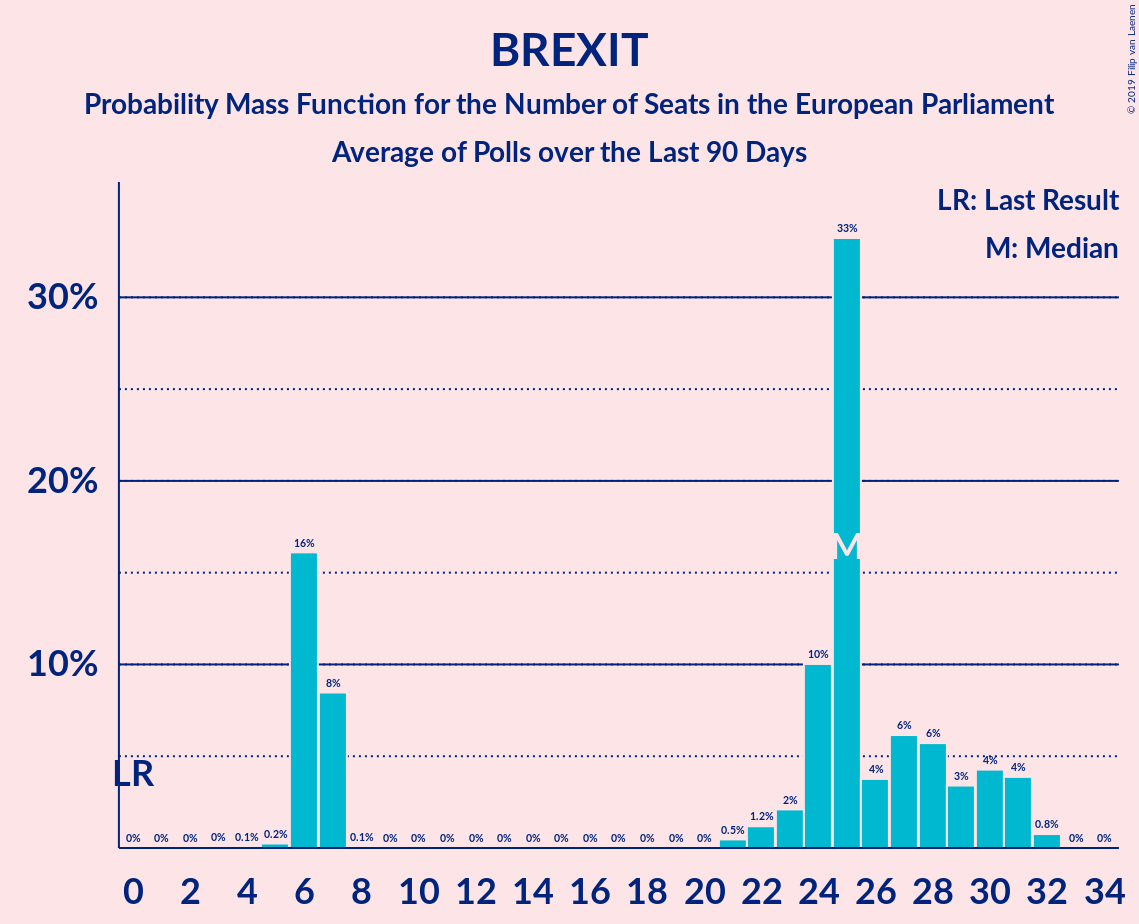 BREXIT
Probability Mass Function for the Number of Seats in the European Parliament
Average of Polls over the Last 90 Days
© 2019 Filip van Laenen
LR: Last Result
M: Median
30%
20%
10%
33%
M
16%
8%
10%
6%
6%
4%
3%
4%
4%
2%
1.2%
0.5%
0.8%
LR
0% 0% 0% 0% 0.1% 0.2% 0.1% 0% 0% 0% 0% 0% 0% 0% 0% 0% 0% 0% 0% 0% 0%
0 2 4 6 8 10 12 14 16 18 20 22 24 26 28 30 32 34